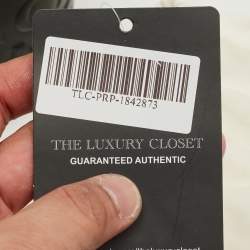 TLC-PRP-1842873
THE LUXURY CLOSET
GUARANTEED AUTHENTIC